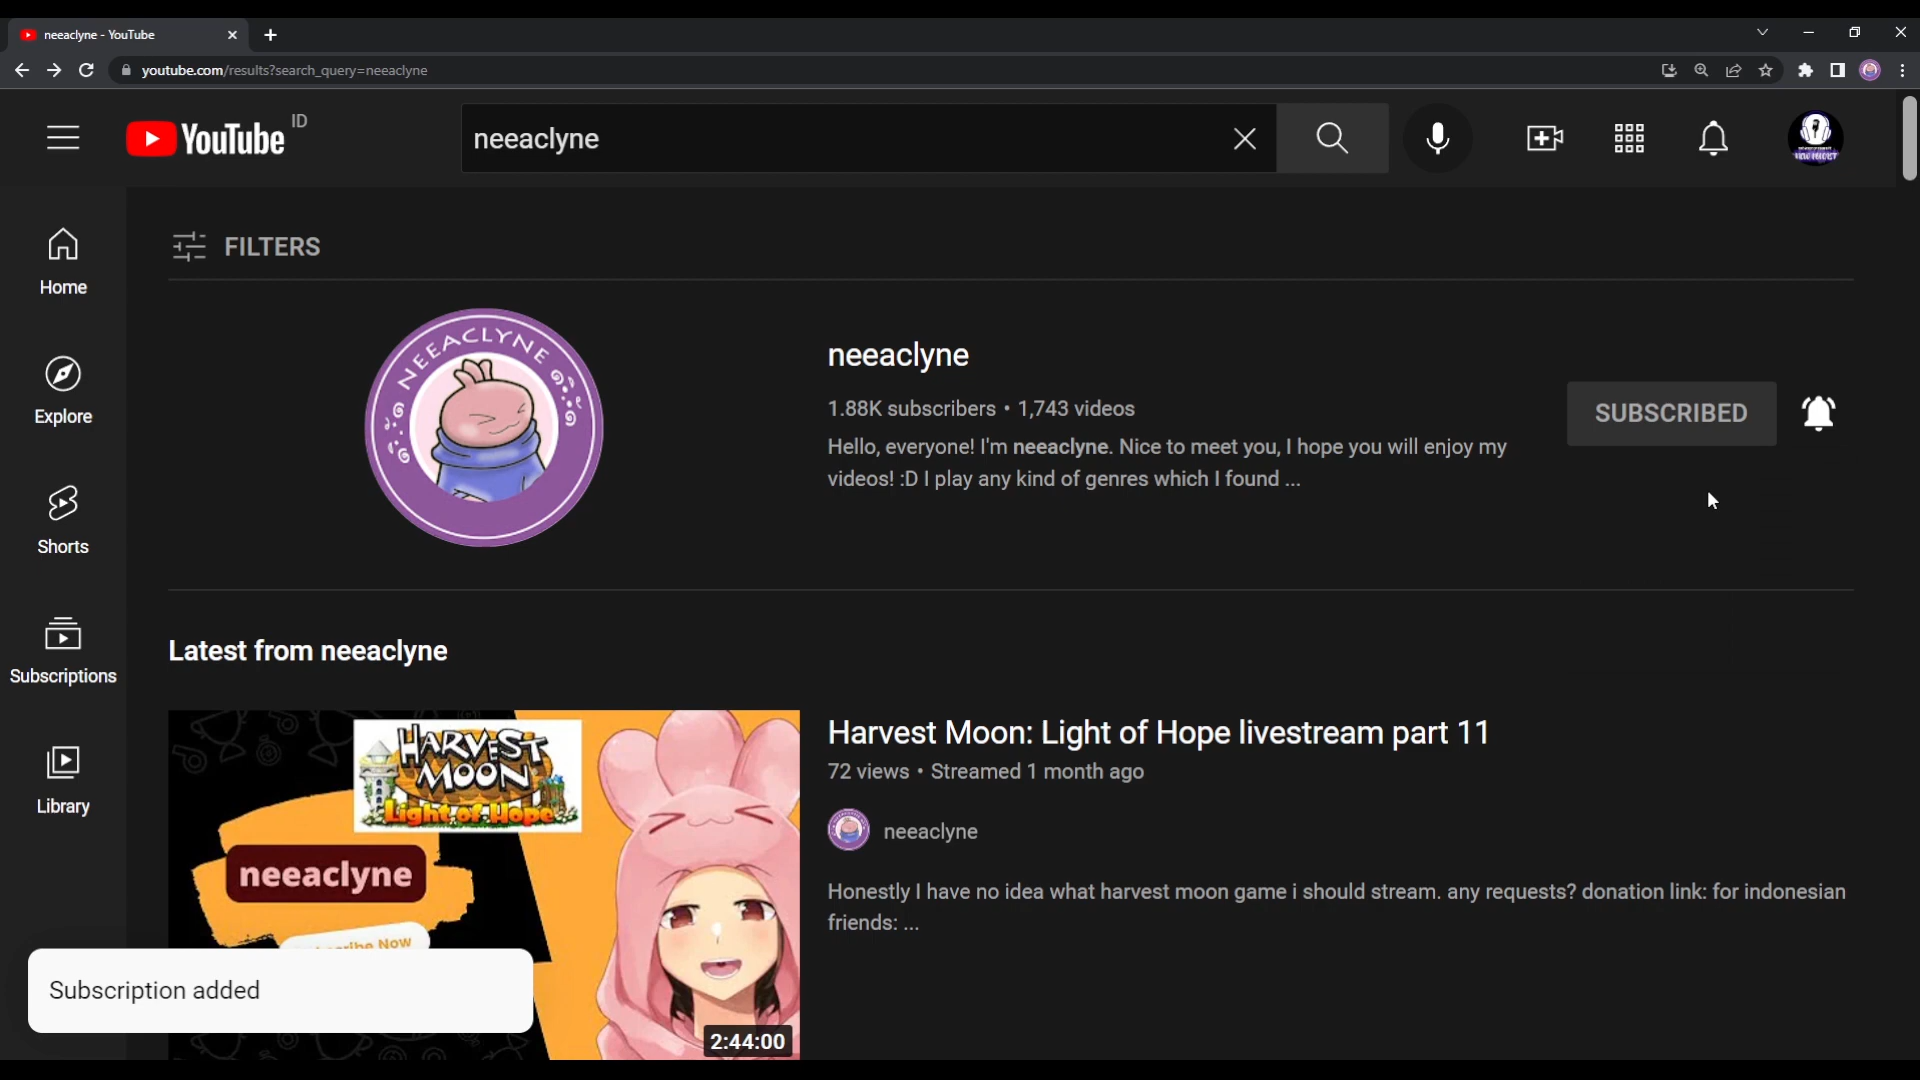 neeaclyne - YouTube
youtube.com/results?search_query=neeaclyne
YouTube ID
neeaclyne
Home
Explore
Shorts
Subscriptions
Library
FILTERS
NEEACLYNE
neeaclyne
1.88K subscribers • 1,743 videos
Hello, everyone! I'm neeaclyne. Nice to meet you, I hope you will enjoy my
videos! :D I play any kind of genres which I found ...
SUBSCRIBED
Latest from neeaclyne
HARVEST
MOON
Light of Hope
neeaclyne
Now
2:44:00
Harvest Moon: Light of Hope livestream part 11
72 views • Streamed 1 month ago
neeaclyne
Honestly I have no idea what harvest moon game i should stream. any requests? donation link: for indonesian
friends: ...
Subscription added